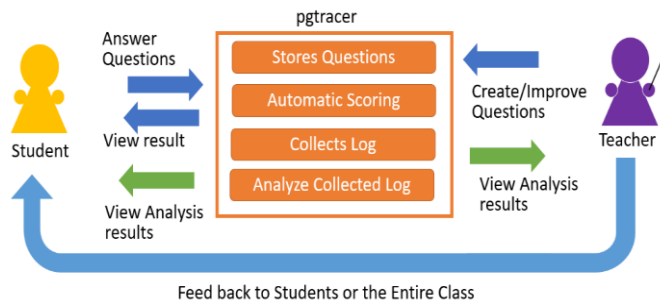 pgtracer
Answer
Questions
Stores Questions
Automatic Scoring
Collects Log
Analyze Collected Log
View result
Student
View Analysis
results
Create/Improve
Questions
Teacher
View Analysis
results
Feed back to Students or the Entire Class